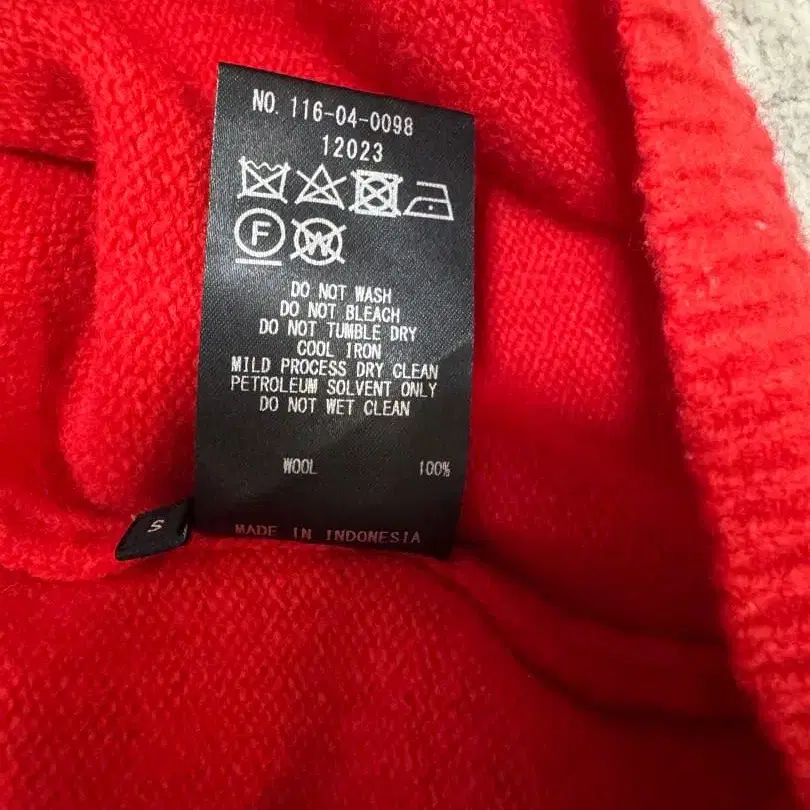 NO. 116-04-0098
12023
F W
DO NOT WASH
DO NOT BLEACH
DO NOT TUMBLE DRY
COOL IRON
MILD PROCESS DRY CLEAN
PETROLEUM SOLVENT ONLY
DO NOT WET CLEAN
WOOL 100%
S
MADE IN INDONESIA